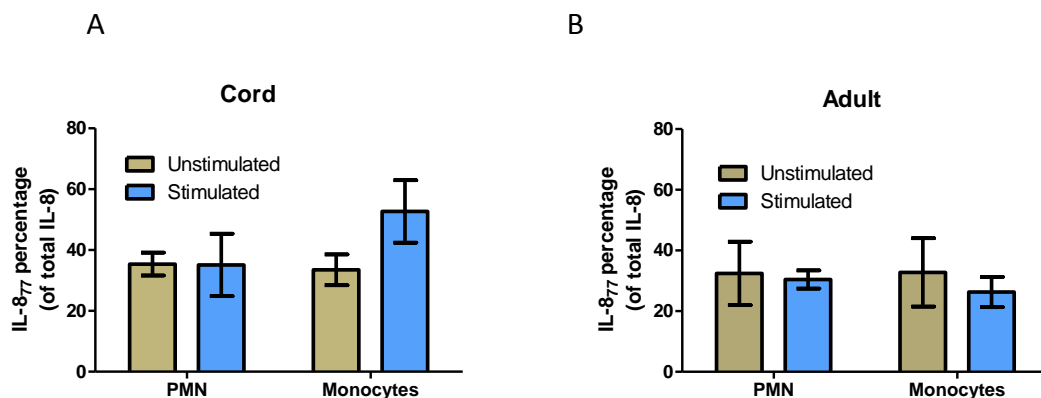 A
B
Cord
IL-8₇₇ percentage
(of total IL-8)
80
60
40
20
0
Unstimulated
Stimulated
PMN
Monocytes
Adult
IL-8₇₇ percentage
(of total IL-8)
80
60
40
20
0
Unstimulated
Stimulated
PMN
Monocytes